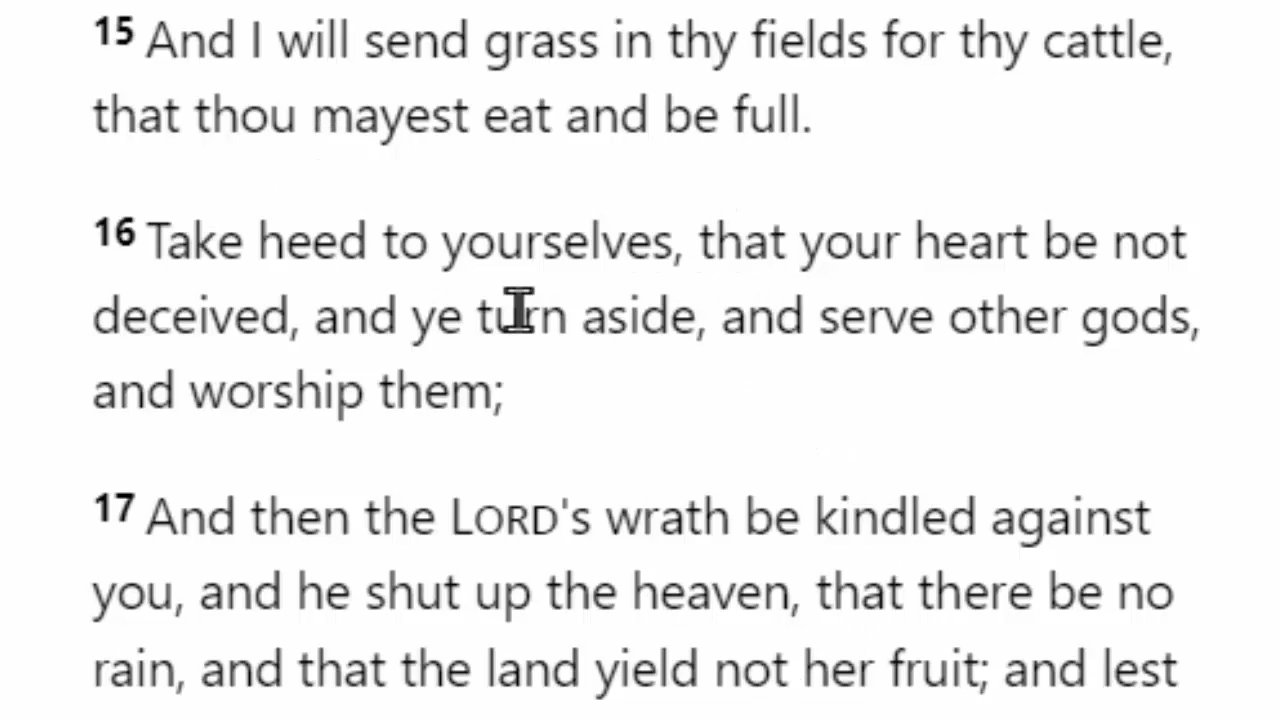 15 And I will send grass in thy fields for thy cattle,
that thou mayest eat and be full.
16 Take heed to yourselves, that your heart be not
deceived, and ye turn aside, and serve other gods,
and worship them;
17 And then the LORD's wrath be kindled against
you, and he shut up the heaven, that there be no
rain, and that the land yield not her fruit; and lest